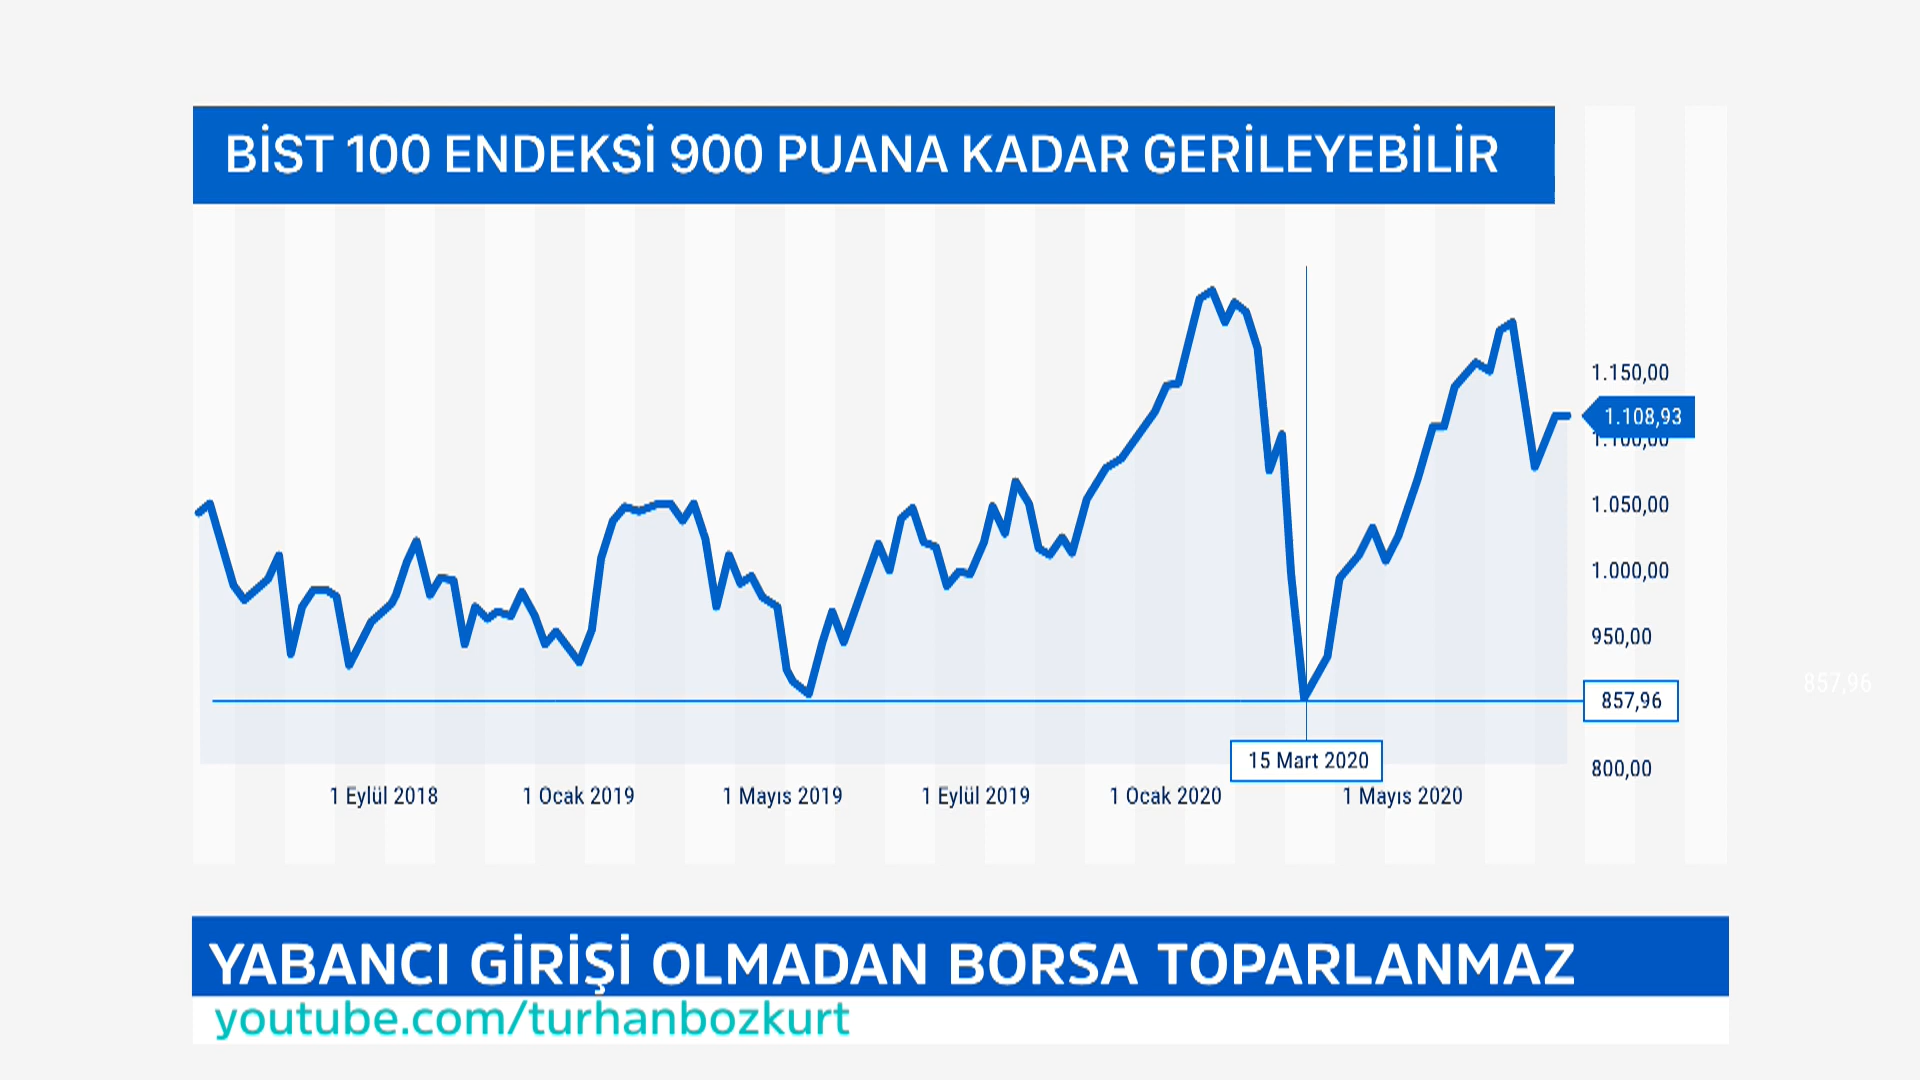 BİST 100 ENDEKSİ 900 PUANA KADAR GERİLEYEBİLİR
1.150,00
1.108,93
1.100,00
1.050,00
1.000,00
950,00
857,96
857,96
15 Mart 2020
800,00
1 Eylül 2018 1 Ocak 2019 1 Mayıs 2019 1 Eylül 2019 1 Ocak 2020 1 Mayıs 2020
YABANCI GİRİŞİ OLMADAN BORSA TOPARLANMAZ
youtube.com/turhanbozkurt